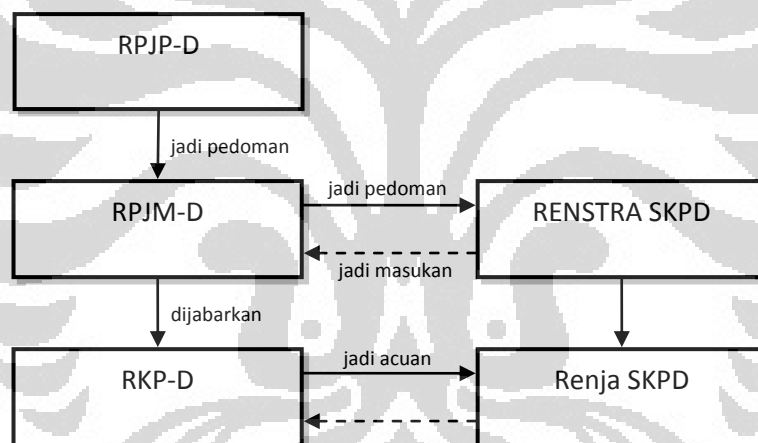 RPJP-D
jadi pedoman
jadi pedoman
RPJM-D
RENSTRA SKPD
jadi masukan
dijabarkan
jadi acuan
RKP-D
Renja SKPD